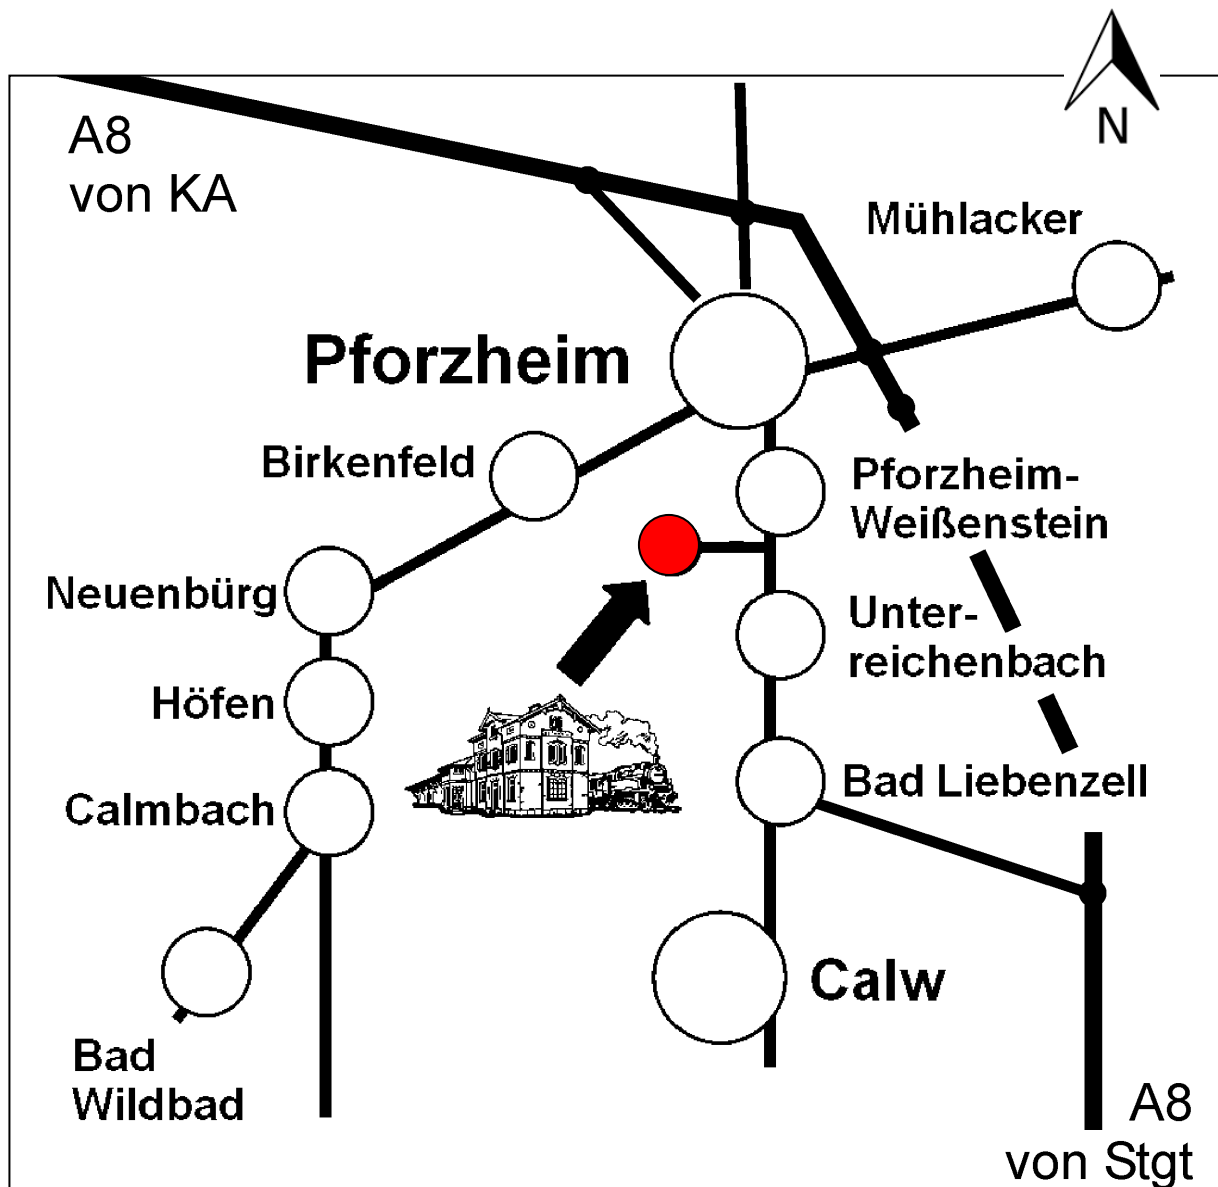 N
A8
von KA
Mühlacker
Pforzheim
Birkenfeld
Pforzheim-
Weißenstein
Neuenbürg
Unter-
reichenbach
Höfen
Bad Liebenzell
Calmbach
Calw
Bad
Wildbad
A8
von Stgt